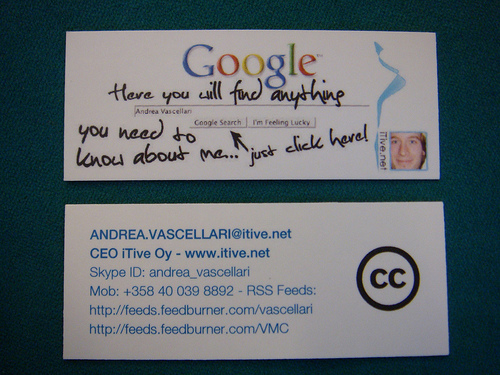 Google™
Here you will find anything
Andrea Vascellari
Google Search I'm Feeling Lucky
you need to
know about me... just click here!
iTive.net
ANDREA.VASCELLARI@itive.net
CEO iTive Oy - www.itive.net
Skype ID: andrea_vascellari
Mob: +358 40 039 8892 - RSS Feeds:
http://feeds.feedburner.com/vascellari
http://feeds.feedburner.com/VMC
cc